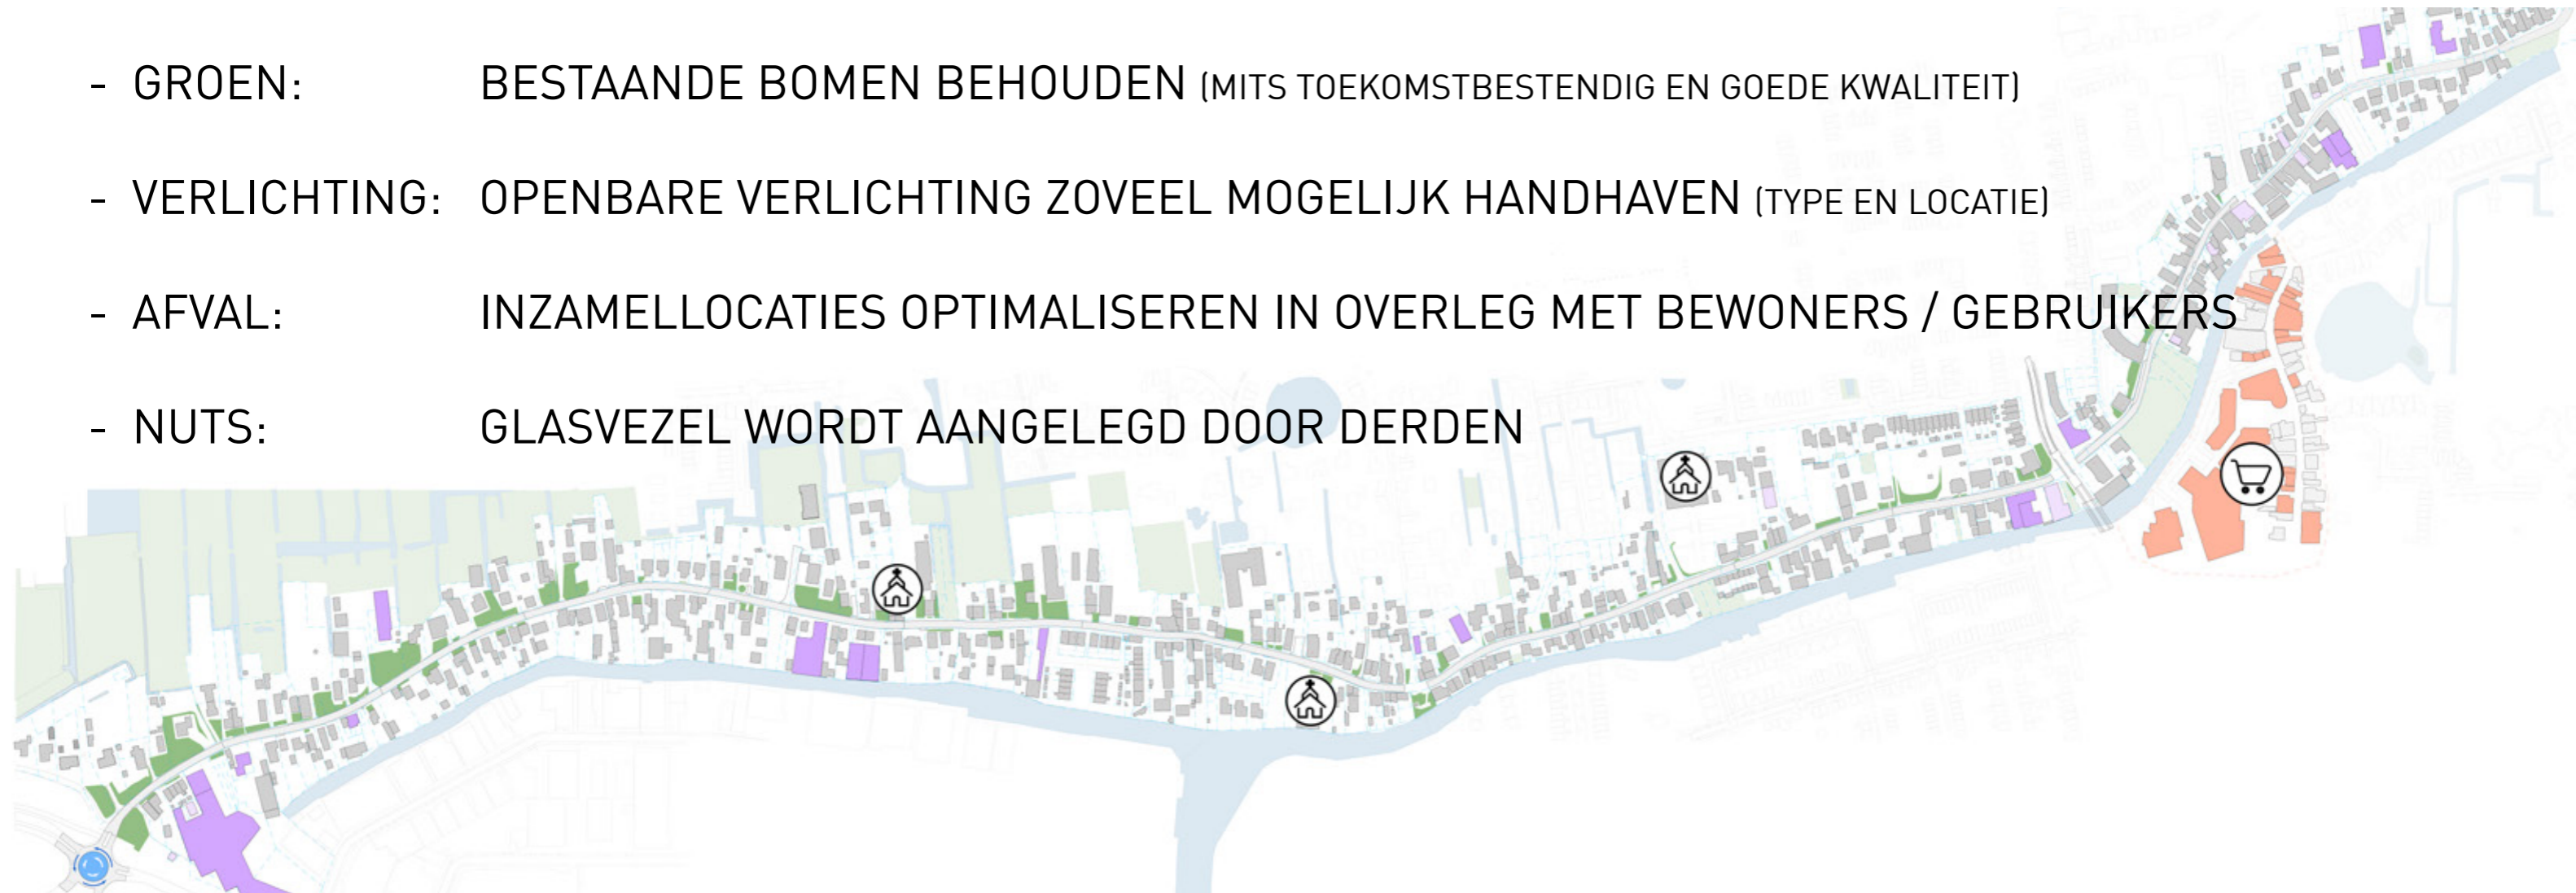 - GROEN: BESTAANDE BOMEN BEHOUDEN (MITS TOEKOMSTBESTENDIG EN GOEDE KWALITEIT)
- VERLICHTING: OPENBARE VERLICHTING ZOVEEL MOGELIJK HANDHAVEN (TYPE EN LOCATIE)
- AFVAL: INZAMELLOCATIES OPTIMALISEREN IN OVERLEG MET BEWONERS / GEBRUIKERS
- NUTS: GLASVEZEL WORDT AANGELEGD DOOR DERDEN